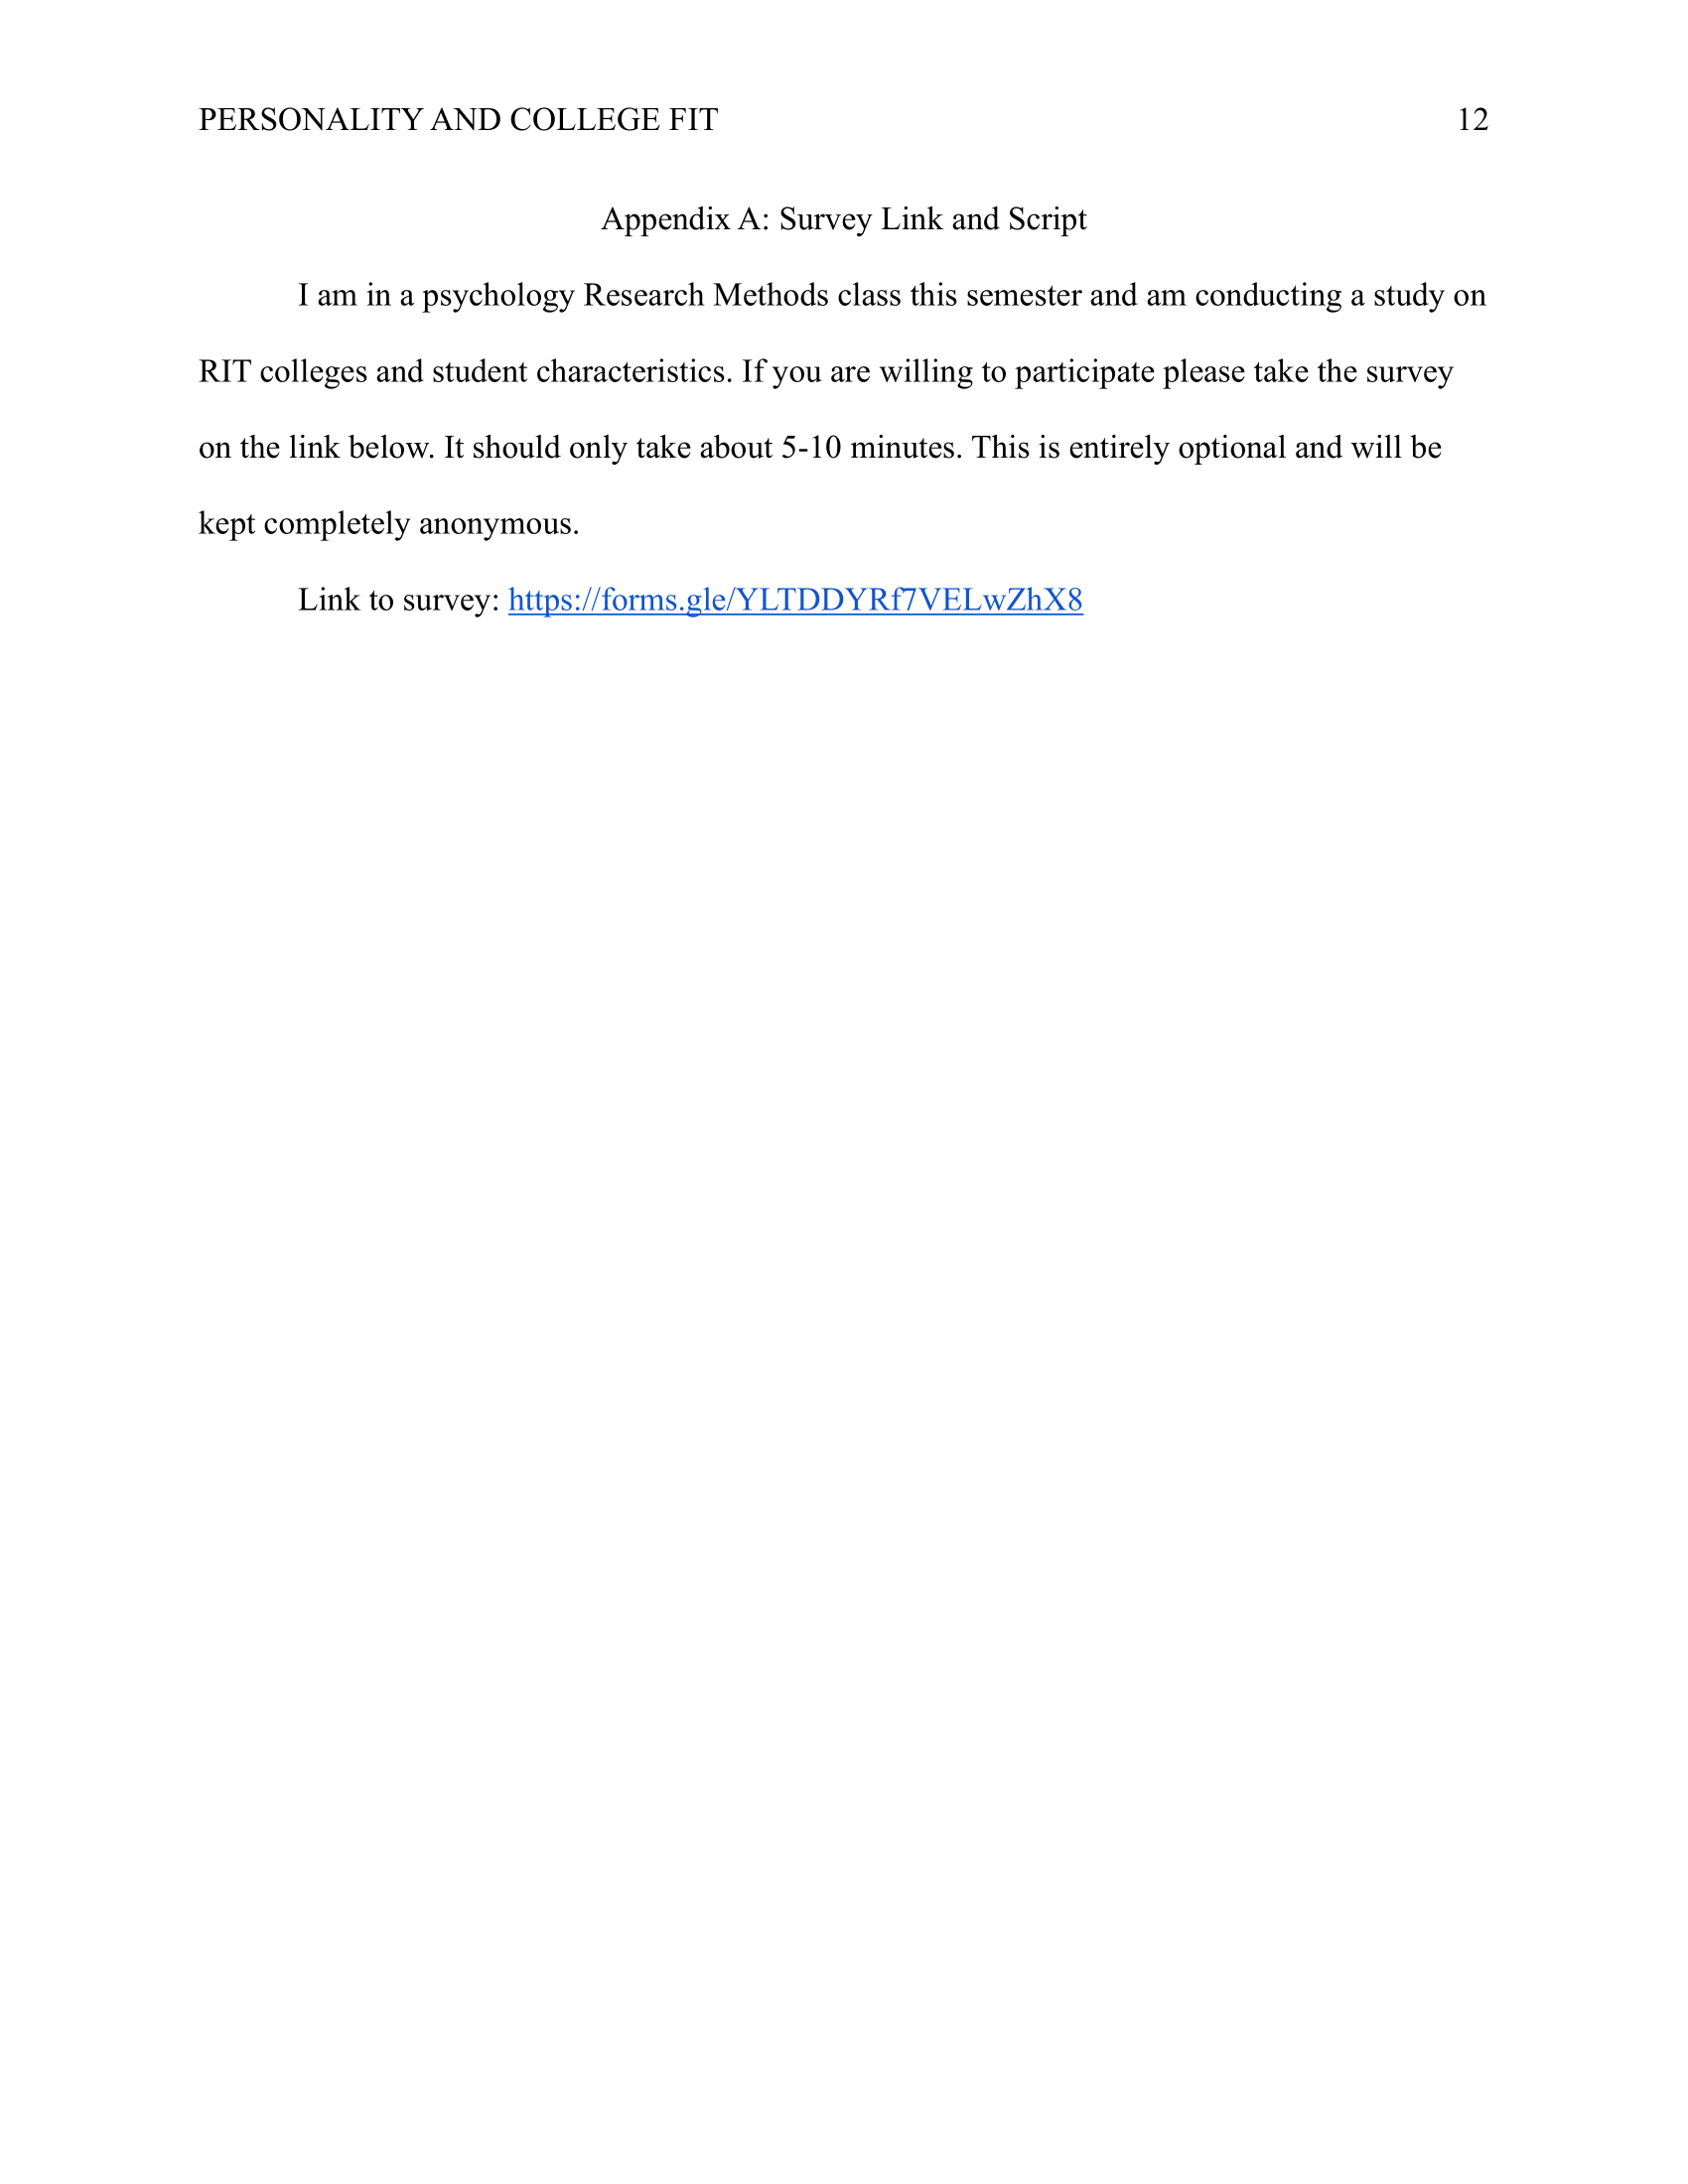 PERSONALITY AND COLLEGE FIT 12
Appendix A: Survey Link and Script
I am in a psychology Research Methods class this semester and am conducting a study on
RIT colleges and student characteristics. If you are willing to participate please take the survey
on the link below. It should only take about 5-10 minutes. This is entirely optional and will be
kept completely anonymous.
Link to survey: https://forms.gle/YLTDDYRf7VELwZhX8